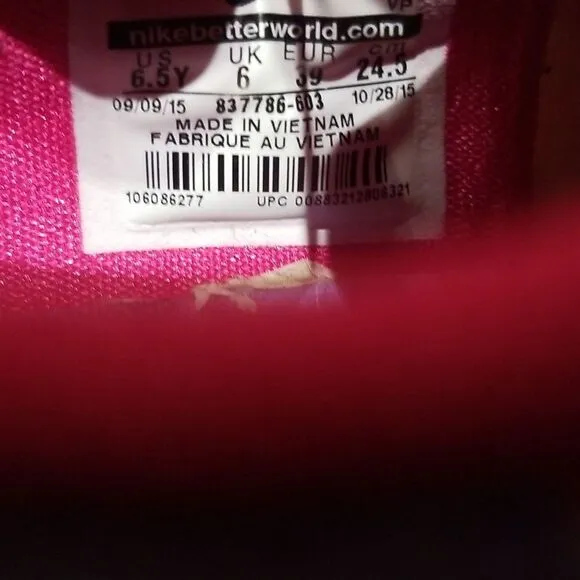 VP
nikebetterworld.com
US UK EUR cm
6.5Y 6 39 24.5
09/09/15 837786-603 10/28/15
MADE IN VIETNAM
FABRIQUE AU VIETNAM
106086277 UPC 00883212808321